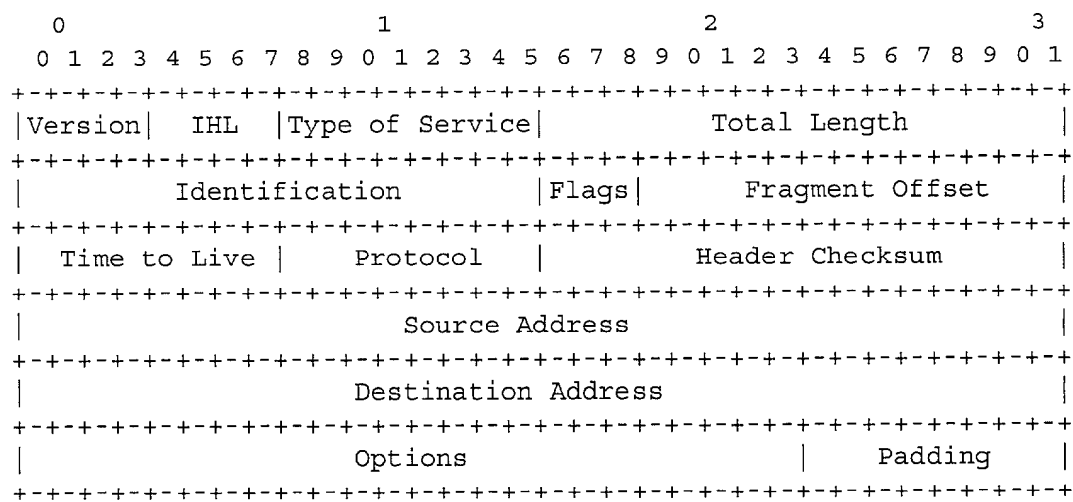 0                   1                   2                   3
0 1 2 3 4 5 6 7 8 9 0 1 2 3 4 5 6 7 8 9 0 1 2 3 4 5 6 7 8 9 0 1
+-+-+-+-+-+-+-+-+-+-+-+-+-+-+-+-+-+-+-+-+-+-+-+-+-+-+-+-+-+-+-+-+
|Version|  IHL  |Type of Service|          Total Length         |
+-+-+-+-+-+-+-+-+-+-+-+-+-+-+-+-+-+-+-+-+-+-+-+-+-+-+-+-+-+-+-+-+
|         Identification        |Flags|      Fragment Offset    |
+-+-+-+-+-+-+-+-+-+-+-+-+-+-+-+-+-+-+-+-+-+-+-+-+-+-+-+-+-+-+-+-+
|  Time to Live |    Protocol   |         Header Checksum       |
+-+-+-+-+-+-+-+-+-+-+-+-+-+-+-+-+-+-+-+-+-+-+-+-+-+-+-+-+-+-+-+-+
|                       Source Address                          |
+-+-+-+-+-+-+-+-+-+-+-+-+-+-+-+-+-+-+-+-+-+-+-+-+-+-+-+-+-+-+-+-+
|                    Destination Address                        |
+-+-+-+-+-+-+-+-+-+-+-+-+-+-+-+-+-+-+-+-+-+-+-+-+-+-+-+-+-+-+-+-+
|                    Options                    |    Padding    |
+-+-+-+-+-+-+-+-+-+-+-+-+-+-+-+-+-+-+-+-+-+-+-+-+-+-+-+-+-+-+-+-+